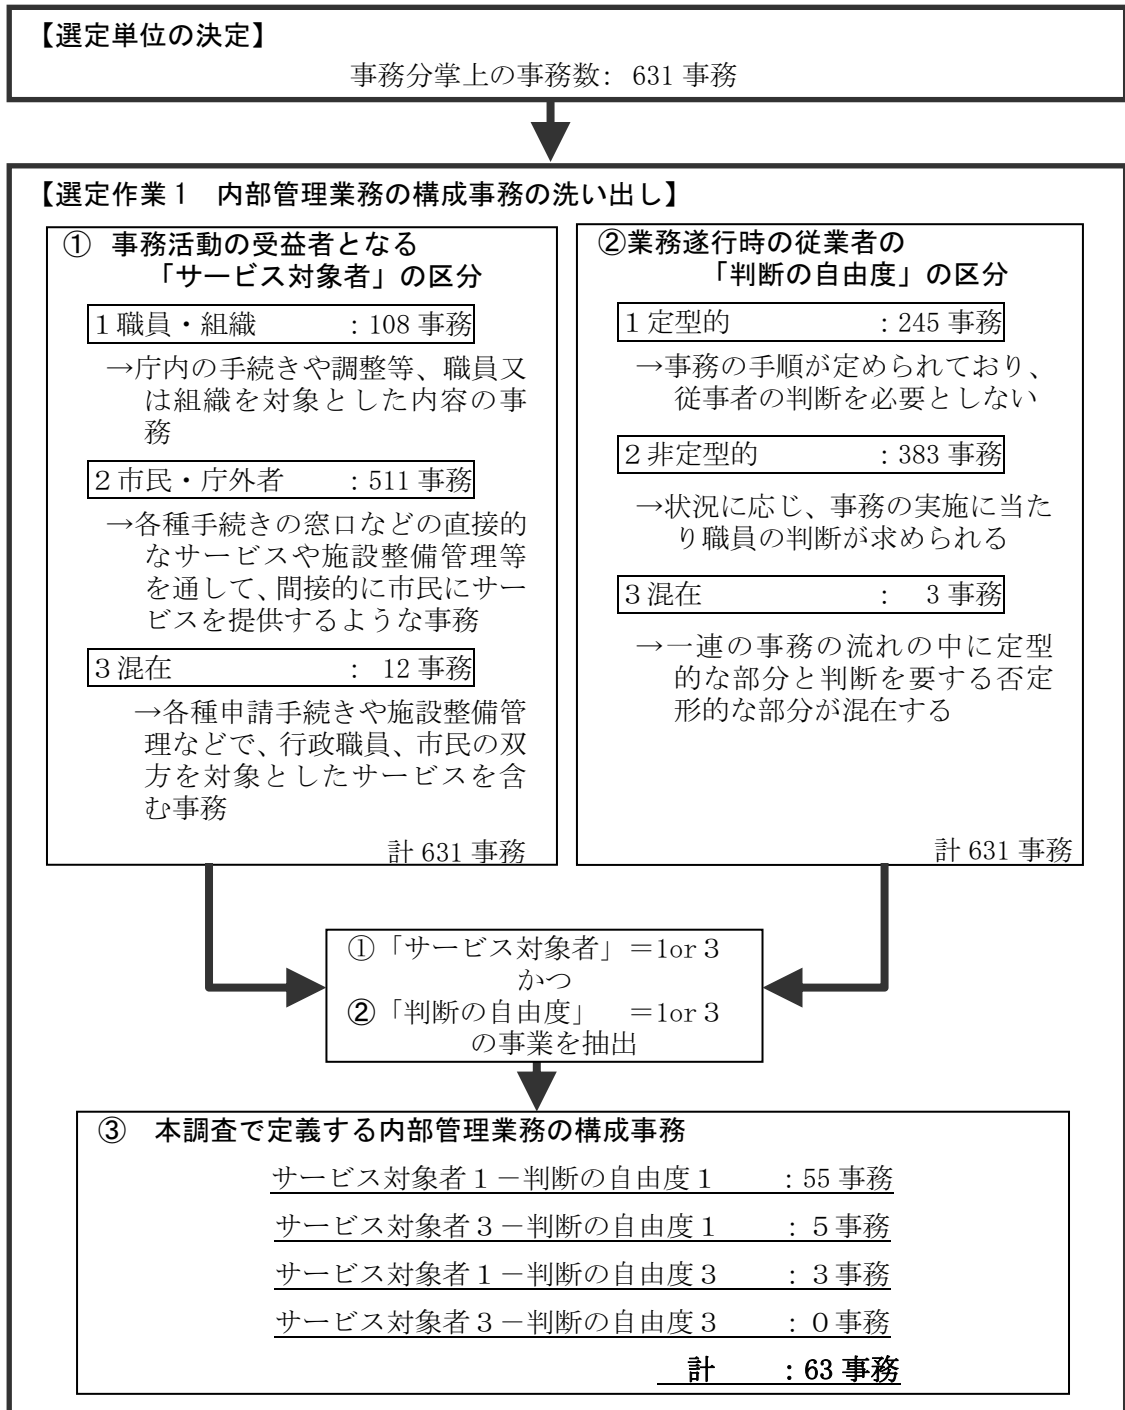 【選定単位の決定】
事務分掌上の事務数: 631 事務
【選定作業１　内部管理業務の構成事務の洗い出し】
①　事務活動の受益者となる
「サービス対象者」の区分
１職員・組織　　　：108 事務
→庁内の手続きや調整等、職員又
は組織を対象とした内容の事
務
２市民・庁外者　　：511 事務
→各種手続きの窓口などの直接的
なサービスや施設整備管理等
を通して、間接的に市民にサー
ビスを提供するような事務
３混在　　　　　　： 12 事務
→各種申請手続きや施設整備管
理などで、行政職員、市民の双
方を対象としたサービスを含
む事務
計 631 事務
②業務遂行時の従業者の
「判断の自由度」の区分
１定型的　　　　　：245 事務
→事務の手順が定められており、
従事者の判断を必要としない
２非定型的　　　　：383 事務
→状況に応じ、事務の実施に当た
り職員の判断が求められる
３混在　　　　　　：　3 事務
→一連の事務の流れの中に定型
的な部分と判断を要する否定
形的な部分が混在する
計 631 事務
①「サービス対象者」＝1or３
かつ
②「判断の自由度」　＝1or３
の事業を抽出
③　本調査で定義する内部管理業務の構成事務
サービス対象者１－判断の自由度１　　：55 事務
サービス対象者３－判断の自由度１　　：５事務
サービス対象者１－判断の自由度３　　：３事務
サービス対象者３－判断の自由度３　　：０事務
計　　：63 事務